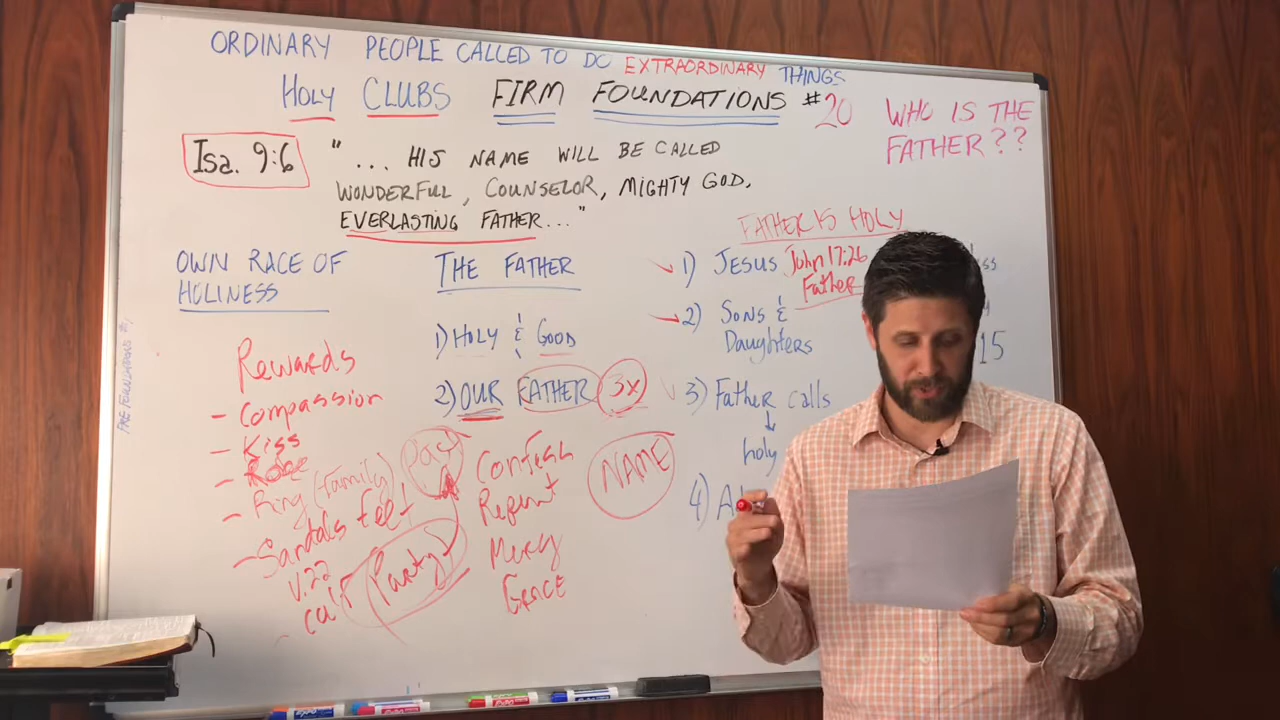 ORDINARY PEOPLE CALLED TO DO EXTRAORDINARY THINGS
HOLY CLUBS FIRM FOUNDATIONS #20
WHO IS THE
FATHER??
Isa. 9:6
"... HIS NAME WILL BE CALLED
WONDERFUL, COUNSELOR, MIGHTY GOD,
EVERLASTING FATHER..."
OWN RACE OF
HOLINESS
Rewards
- Compassion
- Kiss
- Robe
- Ring (family)
- Sandals feet
v.22
calf
Party
THE FATHER
1) HOLY & GOOD
2) OUR FATHER 3x
Confess
Repent
Mercy
Grace
NAME
FATHER IS HOLY
1) JESUS John 17:26
Father
2) SONS &
Daughters
15
3) Father calls
holy
4) A